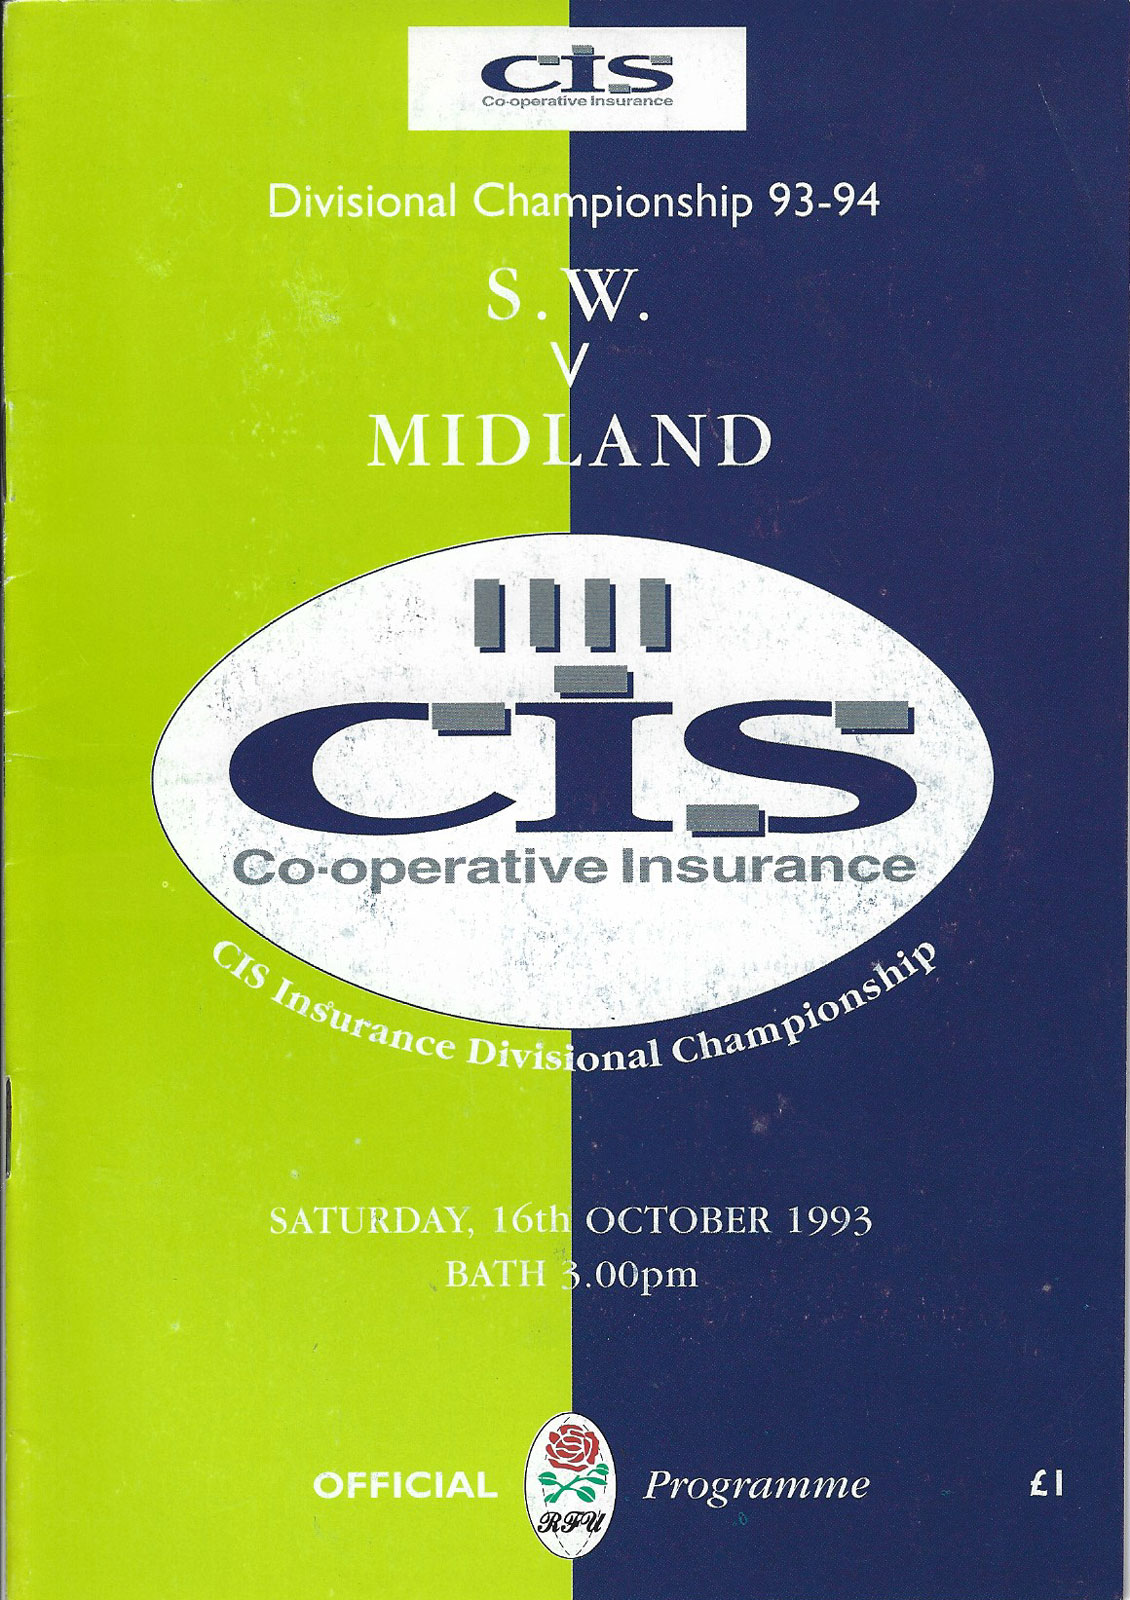 CIS
Co-operative Insurance
Divisional Championship 93-94
S.W.
V
MIDLAND
CIS
Co-operative Insurance
CIS Insurance Divisional Championship
SATURDAY, 16th OCTOBER 1993
BATH 3.00pm
OFFICIAL RFU Programme £1